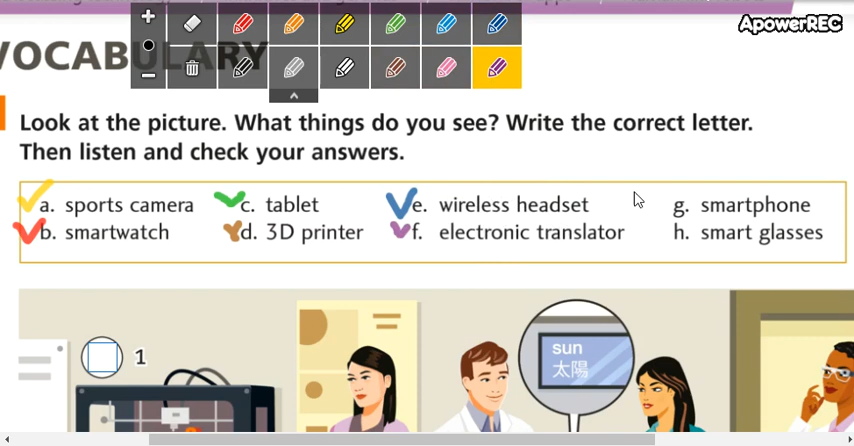 ApowerREC
VOCABULARY
Look at the picture. What things do you see? Write the correct letter.
Then listen and check your answers.
a. sports camera c. tablet e. wireless headset g. smartphone
b. smartwatch d. 3D printer f. electronic translator h. smart glasses
1
sun
太陽